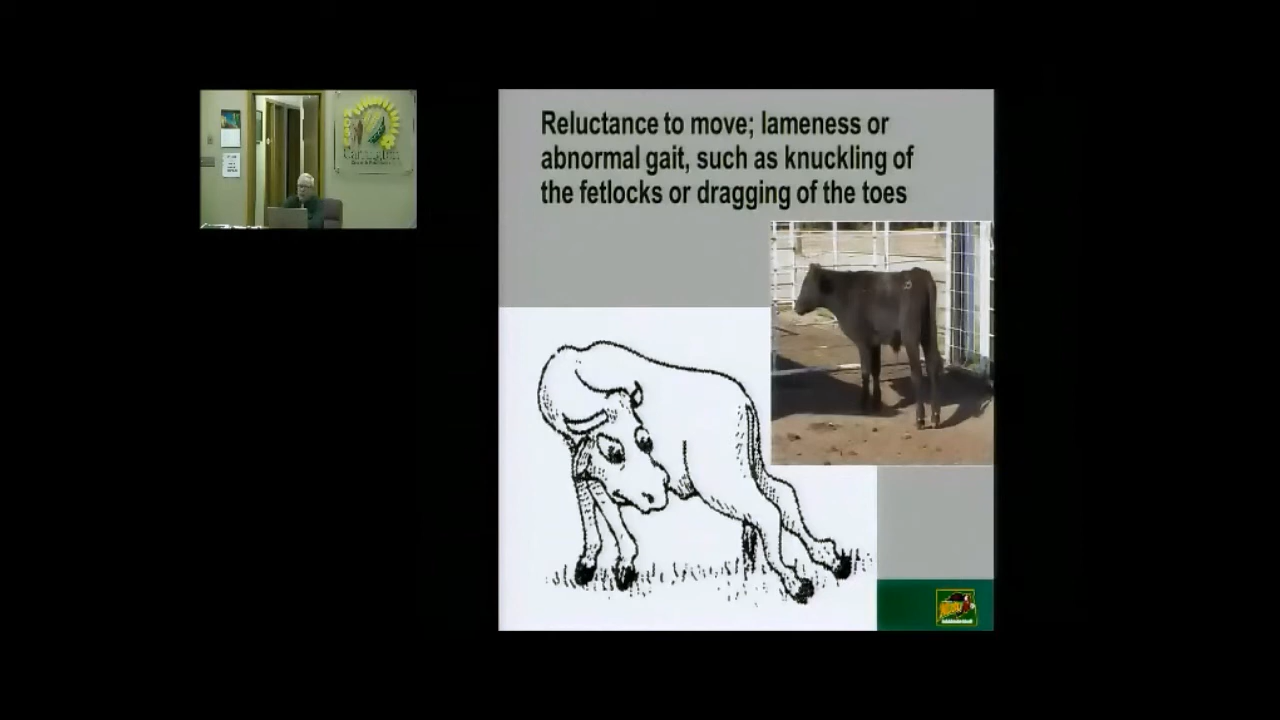 Reluctance to move; lameness or
abnormal gait, such as knuckling of
the fetlocks or dragging of the toes